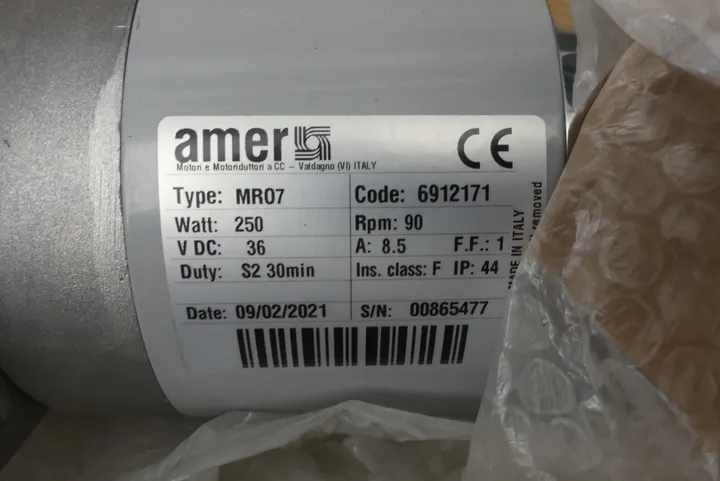 amer
Motori e Motoriduttori a CC – Valdagno (VI) ITALY
CE
Type: MR07 Code: 6912171
Watt: 250 Rpm: 90
V DC: 36 A: 8.5 F.F.: 1
Duty: S2 30min Ins. class: F IP: 44
Date: 09/02/2021 S/N: 00865477
MADE IN ITALY
removed